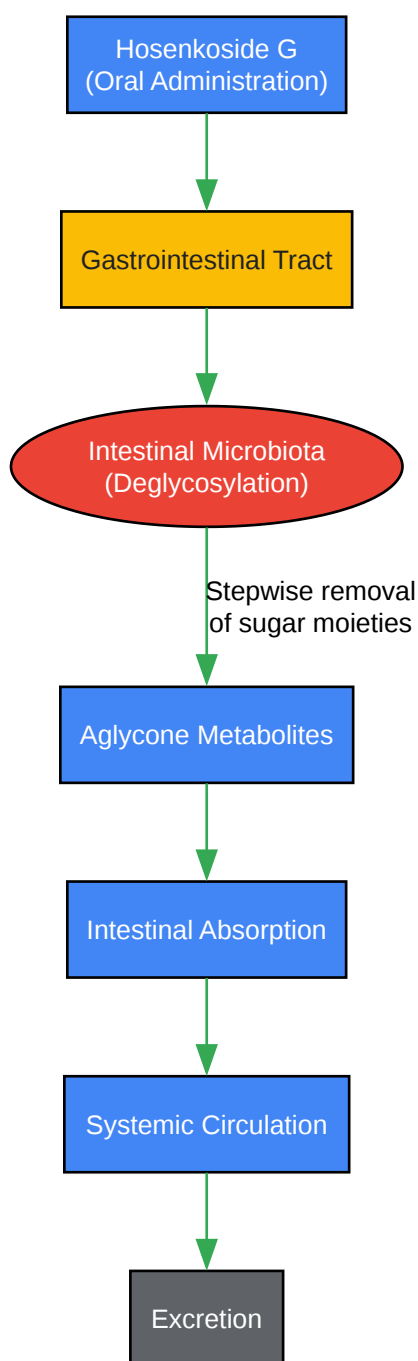 Hosenkoside G
(Oral Administration)
Gastrointestinal Tract
Intestinal Microbiota
(Deglycosylation)
Stepwise removal
of sugar moieties
Aglycone Metabolites
Intestinal Absorption
Systemic Circulation
Excretion